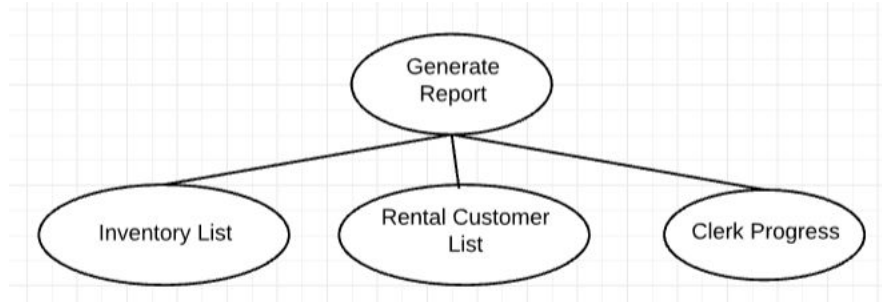 Generate
Report
Inventory List
Rental Customer
List
Clerk Progress